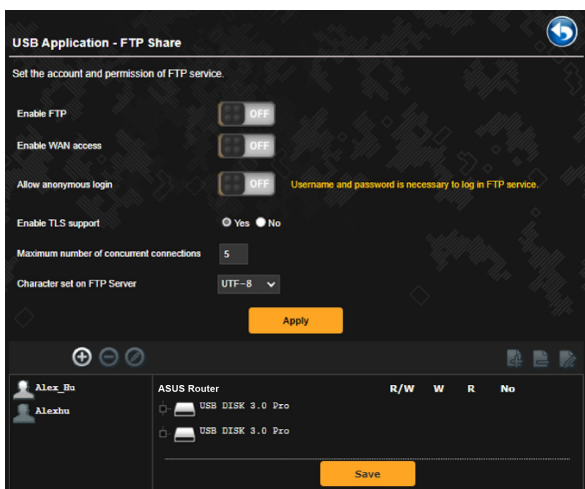 USB Application - FTP Share
Set the account and permission of FTP service.
Enable FTP OFF
Enable WAN access OFF
Allow anonymous login OFF Username and password is necessary to log in FTP service.
Enable TLS support Yes No
Maximum number of concurrent connections 5
Character set on FTP Server UTF-8
Apply
Alex_Hu
Alexhu
ASUS Router R/W W R No
USB DISK 3.0 Pro
USB DISK 3.0 Pro
Save